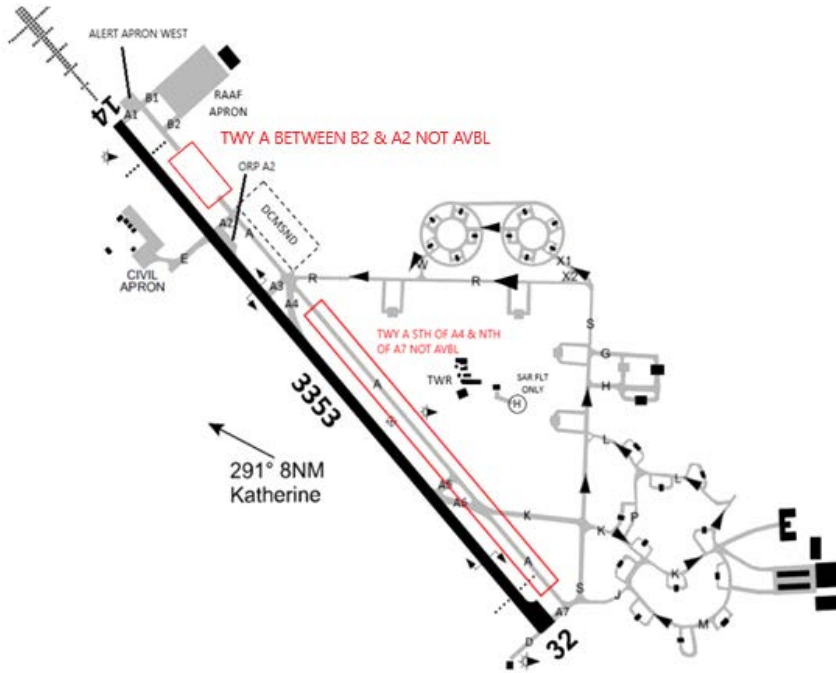 ALERT APRON WEST
14
A1
B1
B2
RAAF
APRON
TWY A BETWEEN B2 & A2 NOT AVBL
ORP A2
DCMSND
A2
A
E
CIVIL
APRON
A3
A4
R
W
R
X1
X2
S
TWY A STH OF A4 & NTH
OF A7 NOT AVBL
G
H
TWR
SAR FLT
ONLY
H
A
3353
291° 8NM
Katherine
L
L
A5
A6
K
K
P
K
A
S
J
M
A7
D
32